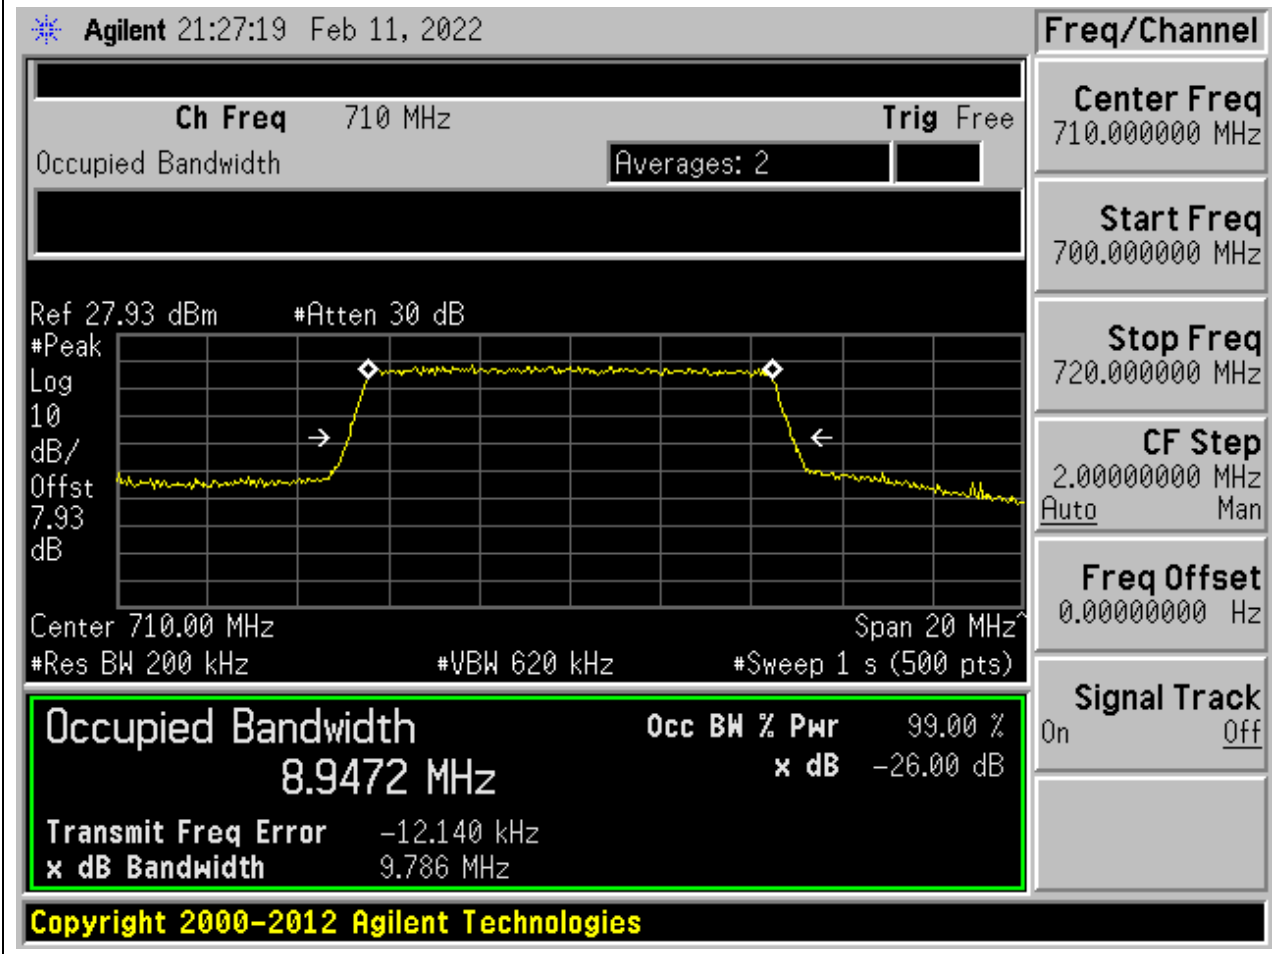 Agilent 21:27:19 Feb 11, 2022
Freq/Channel
Ch Freq 710 MHz Trig Free
Occupied Bandwidth Averages: 2
Ref 27.93 dBm #Atten 30 dB
#Peak
Log
10
dB/
Offst
7.93
dB
Center 710.00 MHz Span 20 MHz^
#Res BW 200 kHz #VBW 620 kHz #Sweep 1 s (500 pts)
Occupied Bandwidth Occ BW % Pwr 99.00 %
8.9472 MHz x dB -26.00 dB
Transmit Freq Error -12.140 kHz
x dB Bandwidth 9.786 MHz
Center Freq
710.000000 MHz
Start Freq
700.000000 MHz
Stop Freq
720.000000 MHz
CF Step
2.00000000 MHz
Auto Man
Freq Offset
0.00000000 Hz
Signal Track
On Off
Copyright 2000-2012 Agilent Technologies